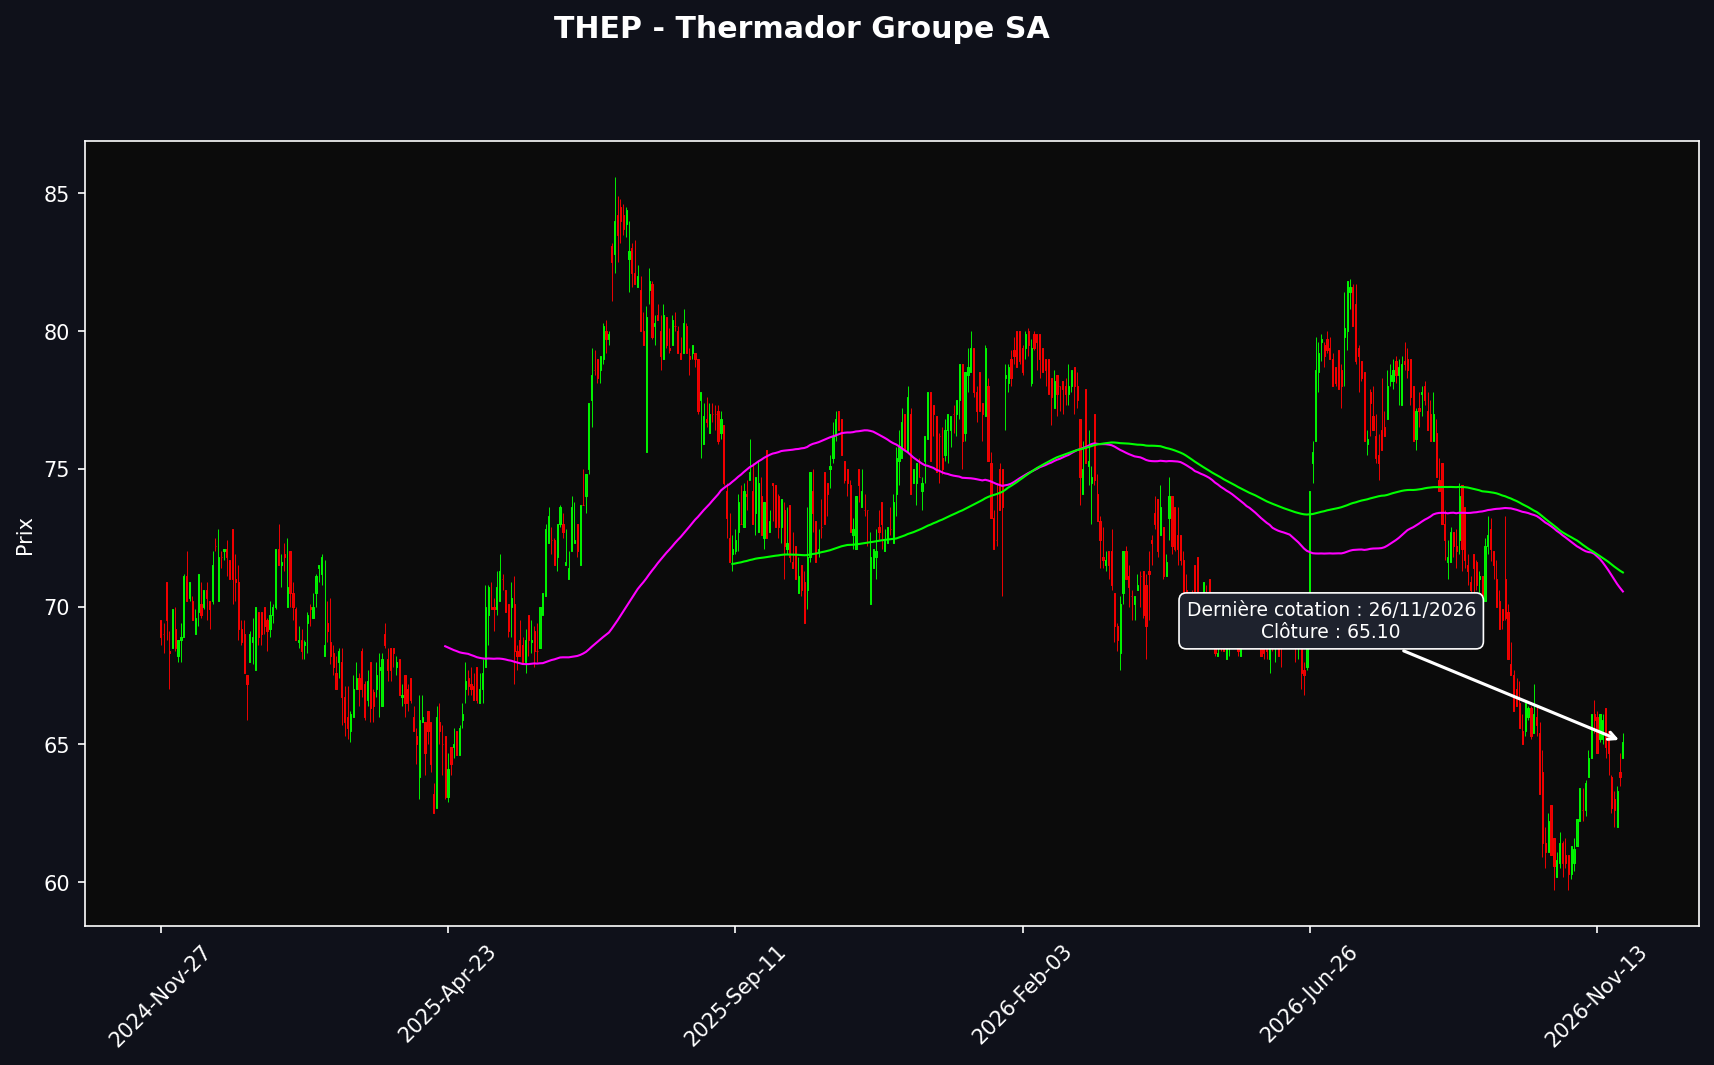 THEP - Thermador Groupe SA
Prix
85
80
75
70
65
60
Dernière cotation : 26/11/2026
Clôture : 65.10
2024-Nov-27
2025-Apr-23
2025-Sep-11
2026-Feb-03
2026-Jun-26
2026-Nov-13